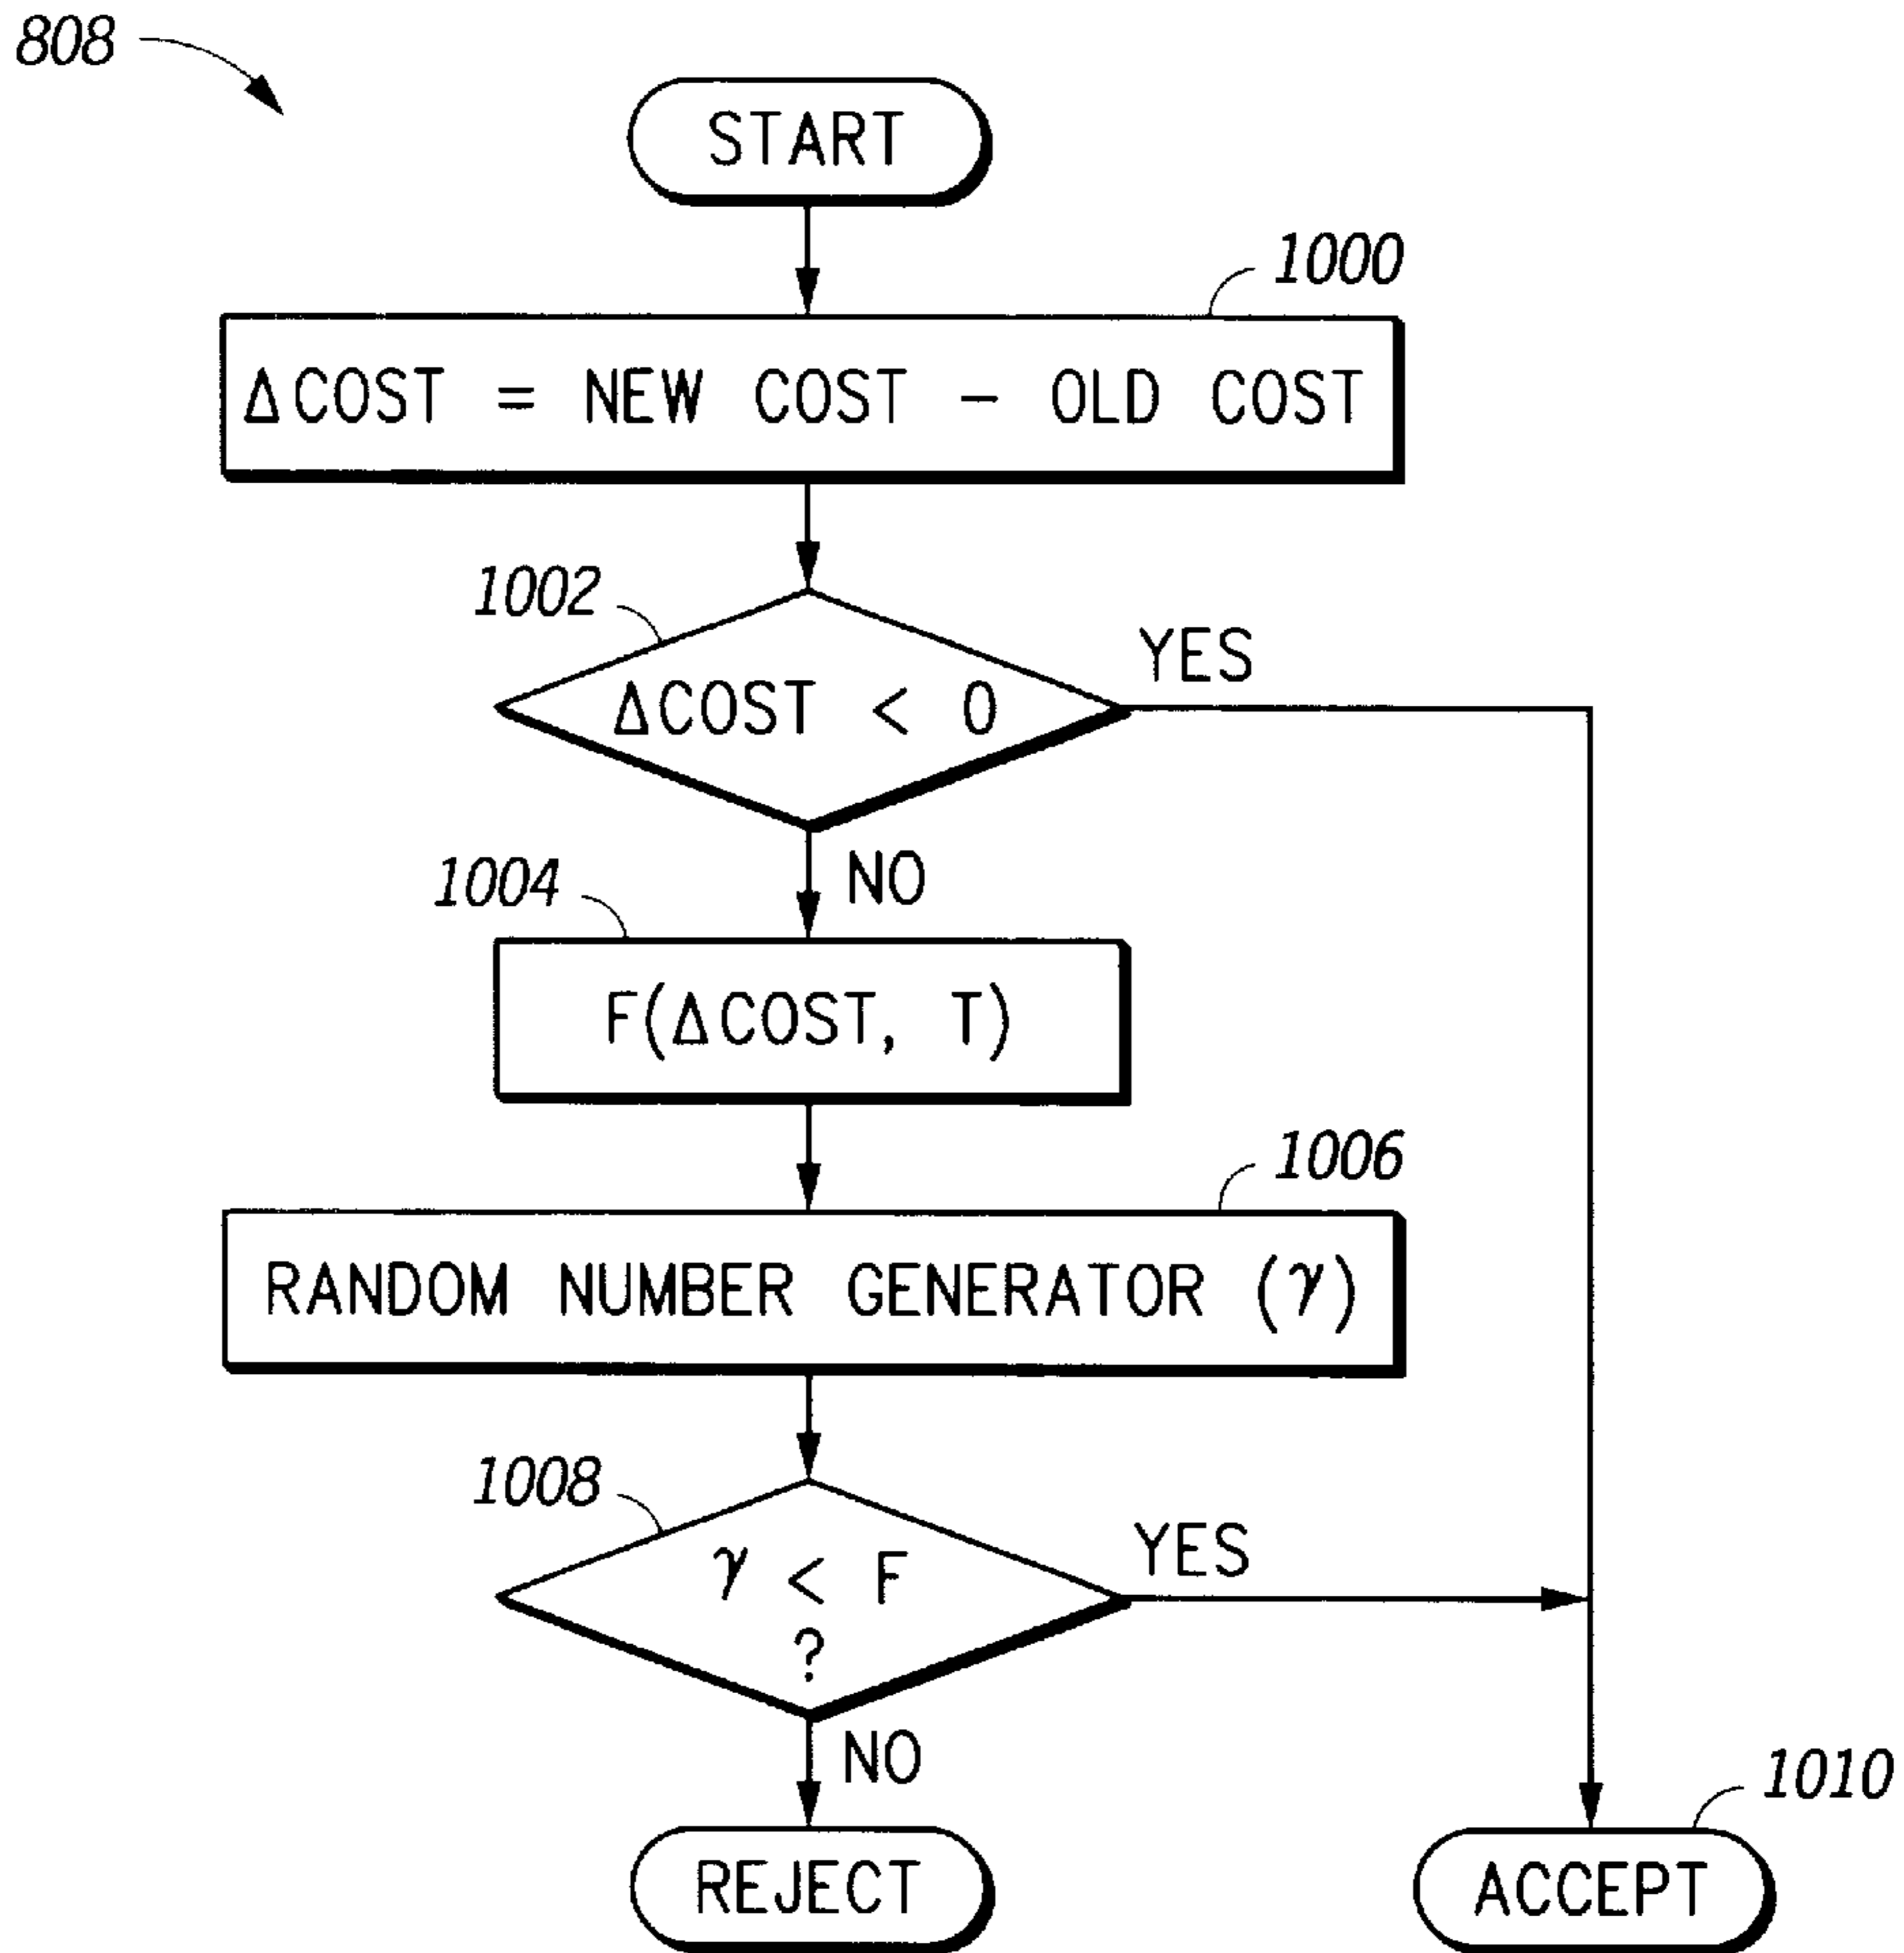 808
START
1000
ΔCOST = NEW COST - OLD COST
1002
YES
ΔCOST < 0
NO
1004
F(ΔCOST, T)
1006
RANDOM NUMBER GENERATOR (γ)
1008
YES
γ < F
?
NO
1010
REJECT
ACCEPT